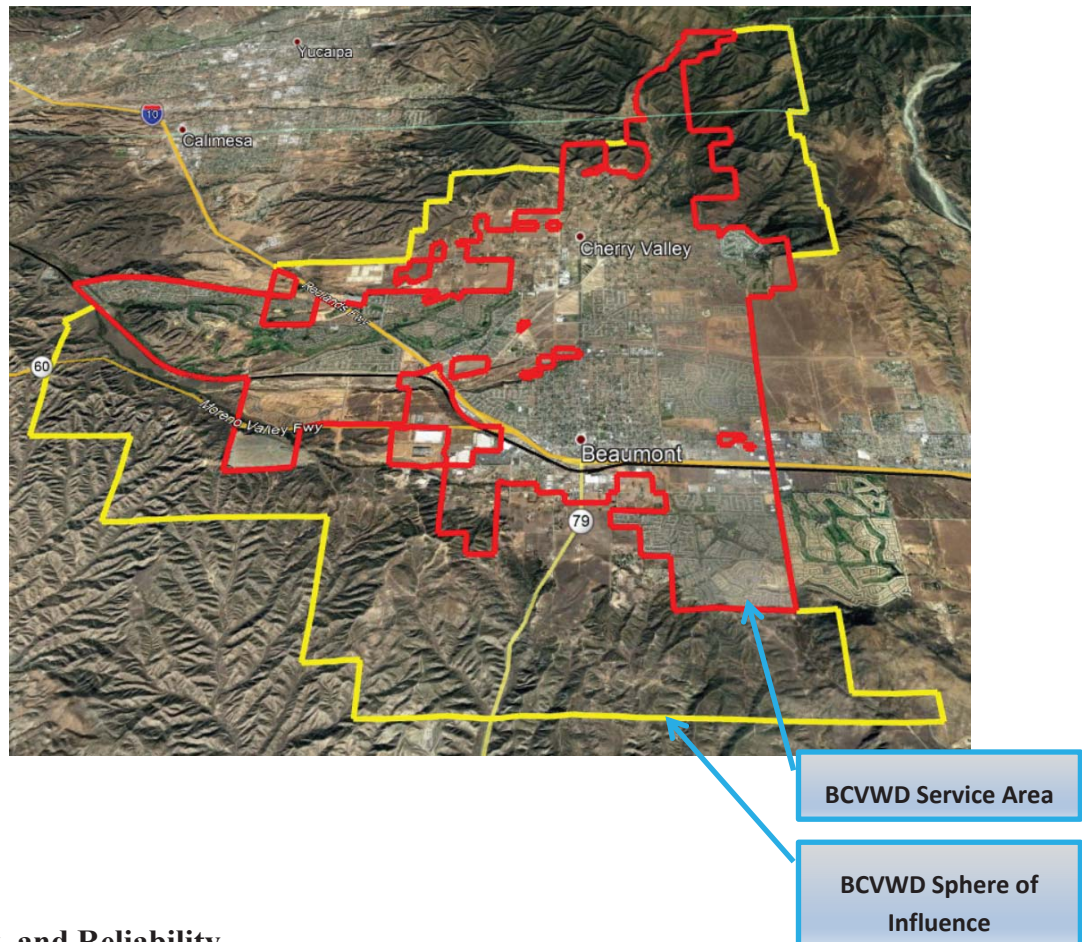 Yucaipa
10
Calimesa
Cherry Valley
Redlands Fwy
60
Moreno Valley Fwy
Beaumont
79
BCVWD Service Area
BCVWD Sphere of
Influence
and Reliability